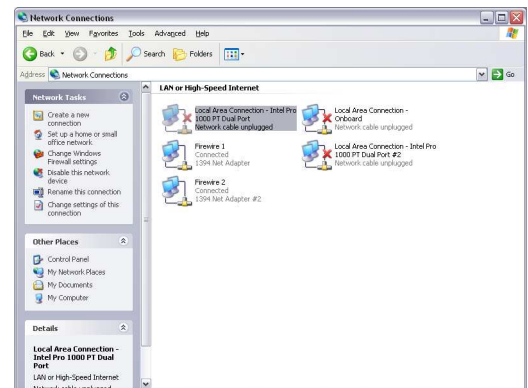 Network Connections
File Edit View Favorites Tools Advanced Help
Back Search Folders
Address Network Connections Go
Network Tasks
Create a new
connection
Set up a home or small
office network
Change Windows
Firewall settings
Disable this network
device
Rename this connection
Change settings of this
connection
Other Places
Control Panel
My Network Places
My Documents
My Computer
Details
Local Area Connection -
Intel Pro 1000 PT Dual
Port
LAN or High-Speed Internet
Network cable unplugged
LAN or High-Speed Internet
Local Area Connection - Intel Pro
1000 PT Dual Port
Network cable unplugged
Local Area Connection -
Onboard
Network cable unplugged
Firewire 1
Connected
1394 Net Adapter
Local Area Connection - Intel Pro
1000 PT Dual Port #2
Network cable unplugged
Firewire 2
Connected
1394 Net Adapter #2